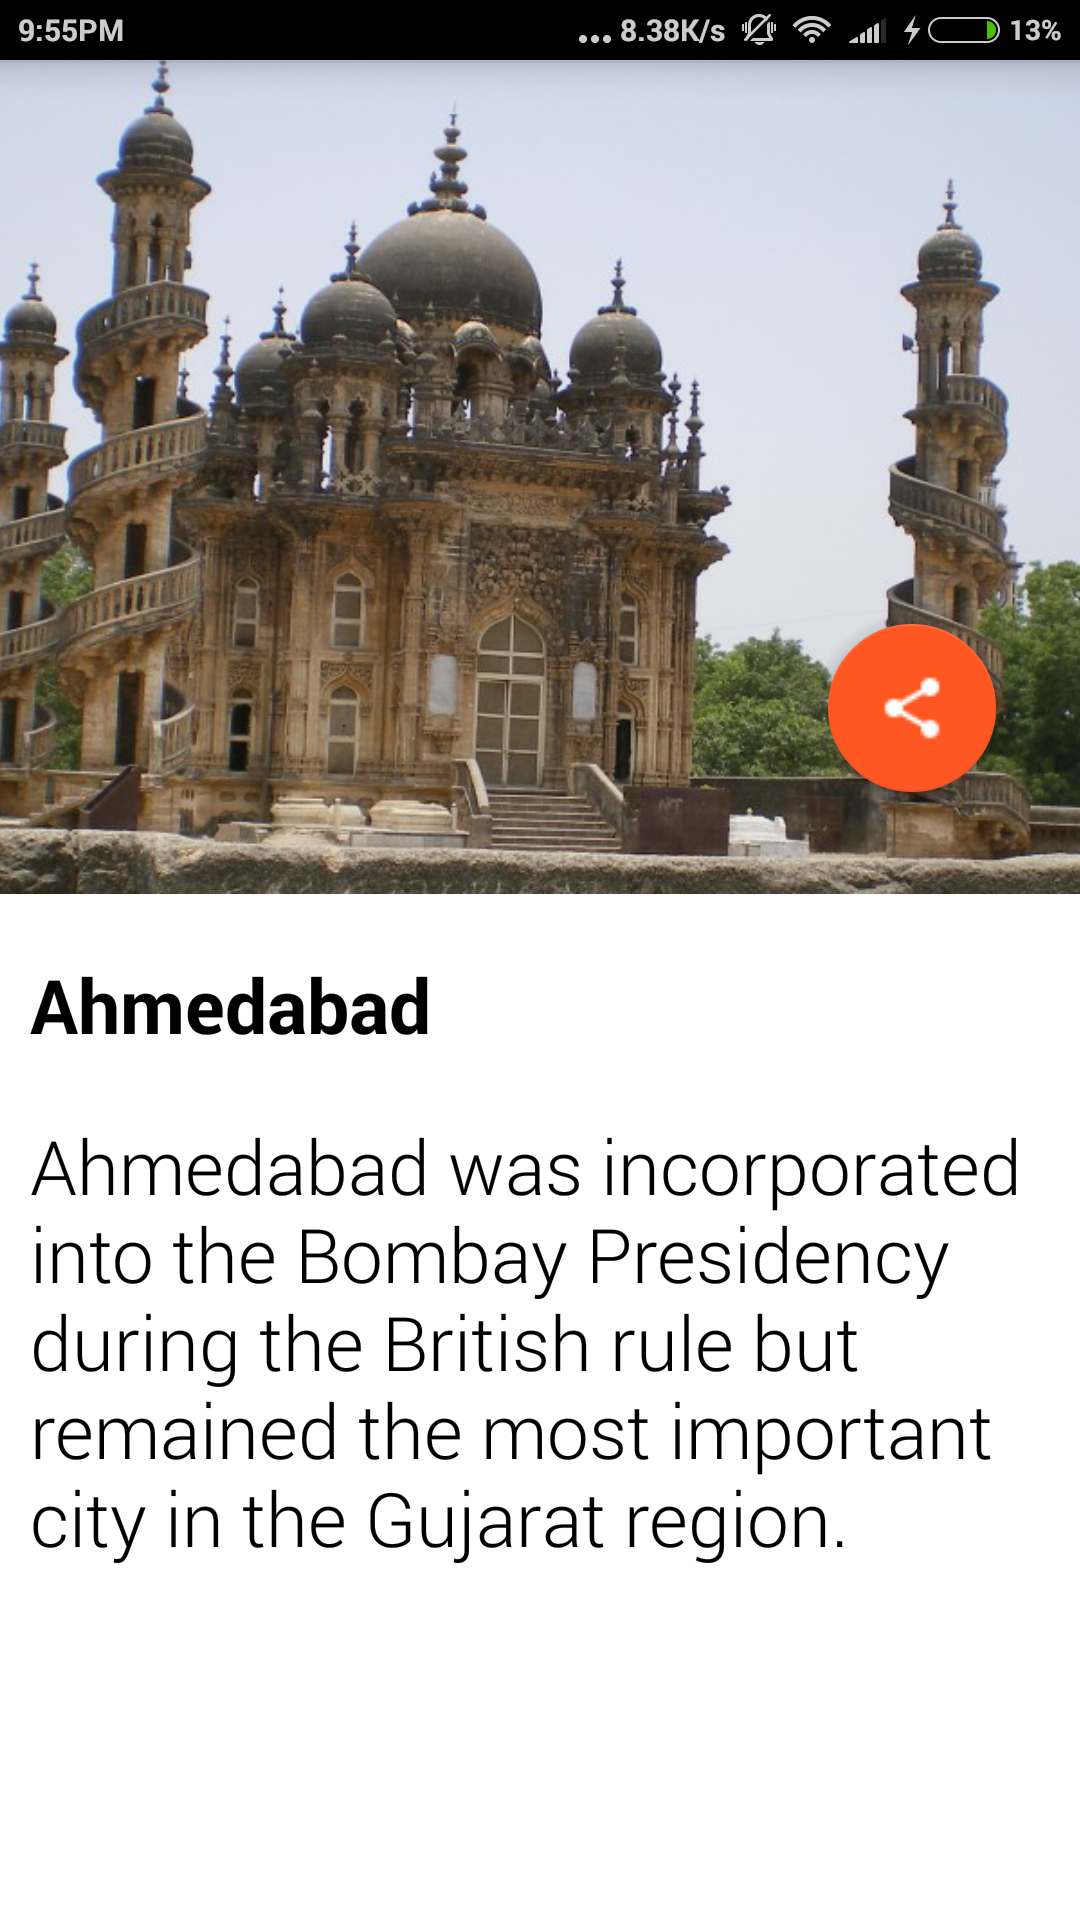 9:55PM ... 8.38K/s 13%
Ahmedabad
Ahmedabad was incorporated
into the Bombay Presidency
during the British rule but
remained the most important
city in the Gujarat region.